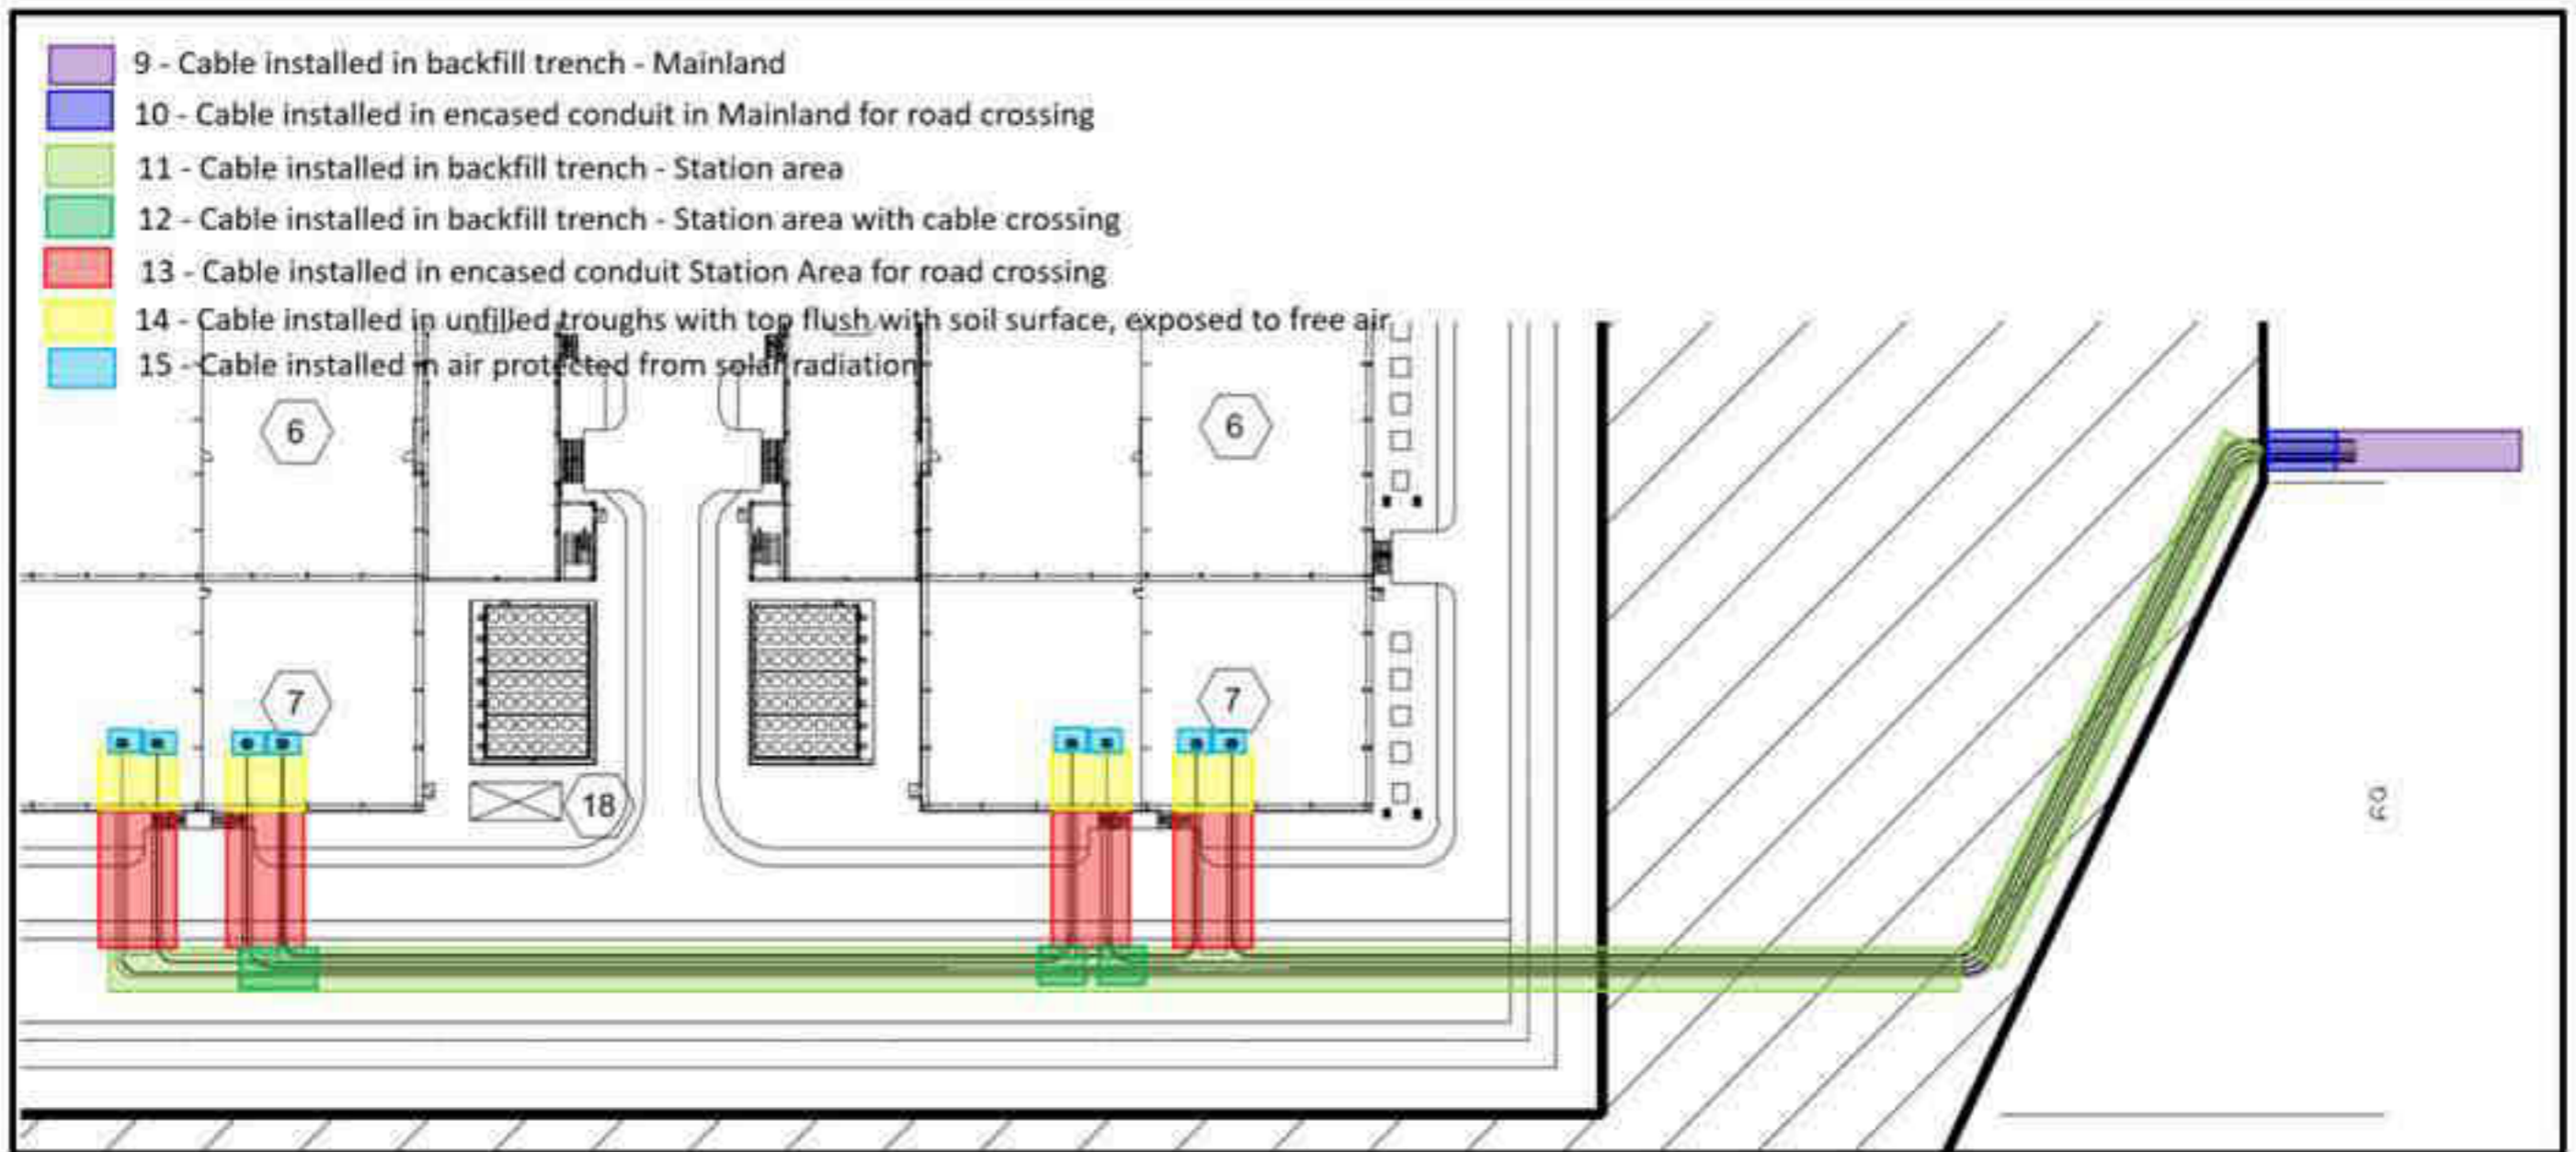 9 - Cable installed in backfill trench - Mainland
10 - Cable installed in encased conduit in Mainland for road crossing
11 - Cable installed in backfill trench - Station area
12 - Cable installed in backfill trench - Station area with cable crossing
13 - Cable installed in encased conduit Station Area for road crossing
14 - Cable installed in unfilled troughs with top flush with soil surface, exposed to free air
15 - Cable installed in air protected from solar radiation
6
6
7
7
18